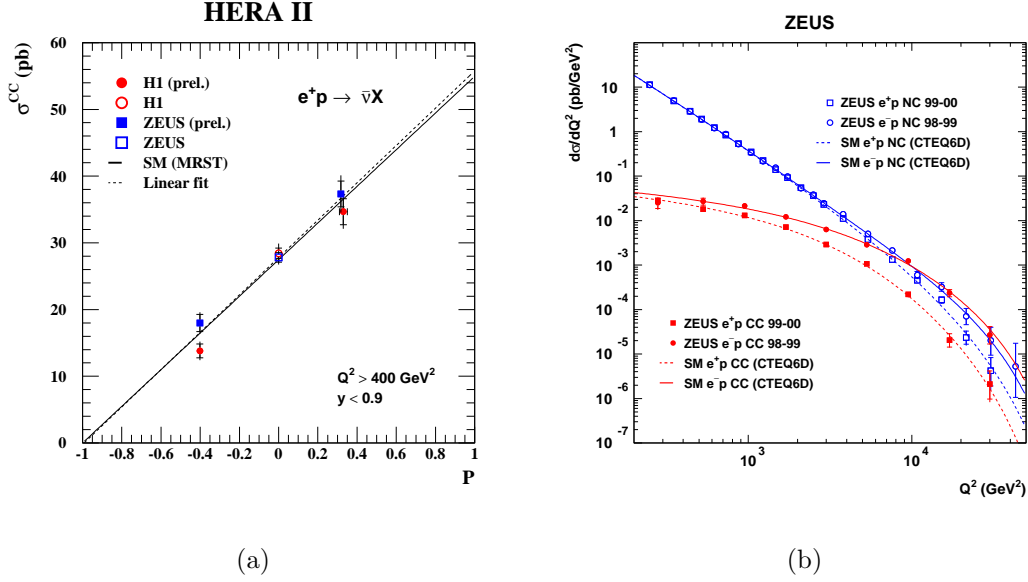 HERA II
σCC (pb)
60
50
40
30
20
10
0
H1 (prel.)
H1
ZEUS (prel.)
ZEUS
SM (MRST)
Linear fit
e+p → ν̄X
Q2 > 400 GeV2
y < 0.9
-1 -0.8 -0.6 -0.4 -0.2 0 0.2 0.4 0.6 0.8 1
P
(a)
ZEUS
dσ/dQ2 (pb/GeV2)
10
1
10 -1
10 -2
10 -3
10 -4
10 -5
10 -6
10 -7
ZEUS e+p NC 99-00
ZEUS e−p NC 98-99
SM e+p NC (CTEQ6D)
SM e−p NC (CTEQ6D)
ZEUS e+p CC 99-00
ZEUS e−p CC 98-99
SM e+p CC (CTEQ6D)
SM e−p CC (CTEQ6D)
10 3 10 4
Q2 (GeV2)
(b)